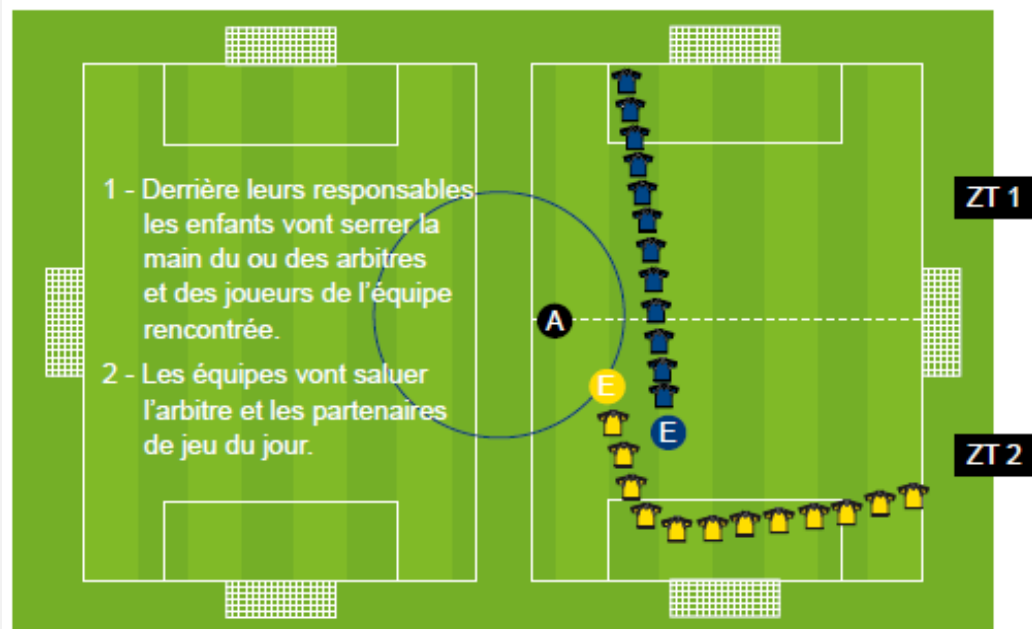 1 - Derrière leurs responsables
les enfants vont serrer la
main du ou des arbitres
et des joueurs de l'équipe
rencontrée.
2 - Les équipes vont saluer
l'arbitre et les partenaires
de jeu du jour.
A
E
E
ZT 1
ZT 2